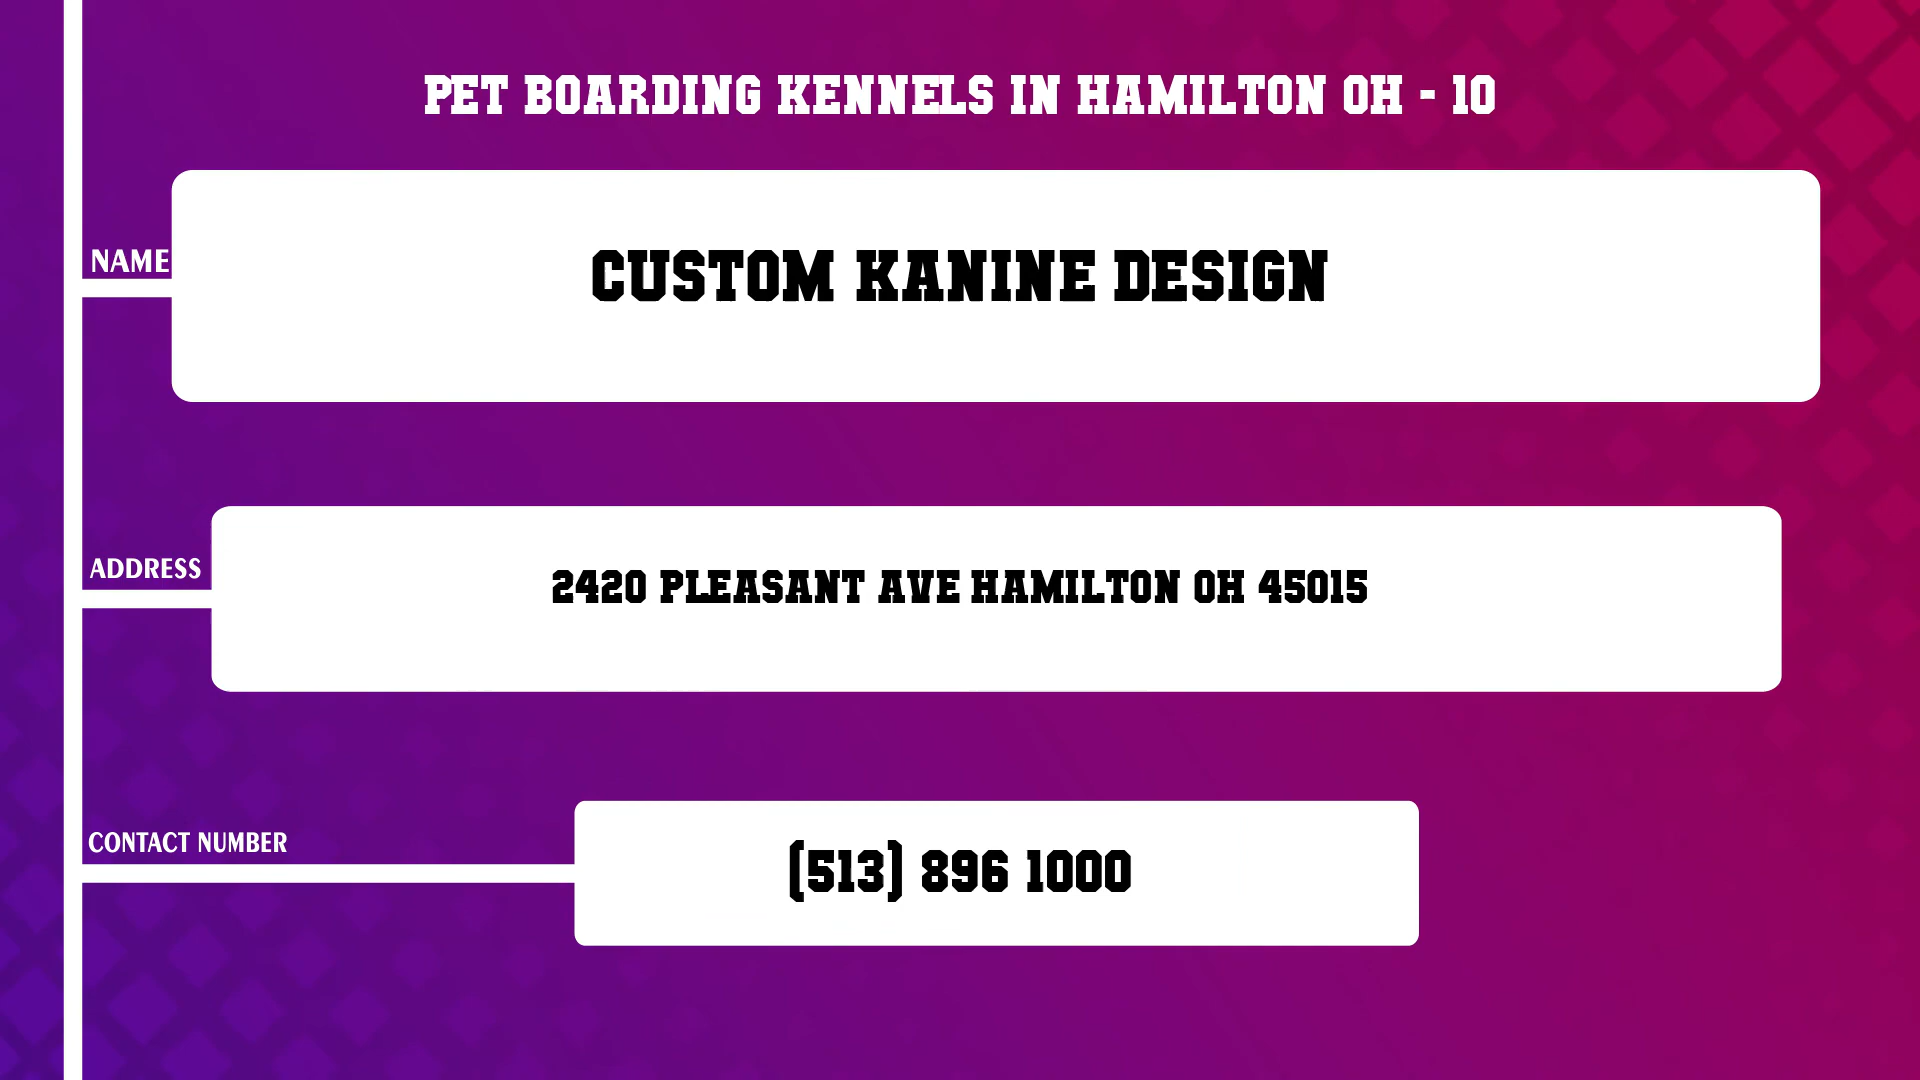 PET BOARDING KENNELS IN HAMILTON OH - 10
NAME
CUSTOM KANINE DESIGN
ADDRESS
2420 PLEASANT AVE HAMILTON OH 45015
CONTACT NUMBER
(513) 896 1000